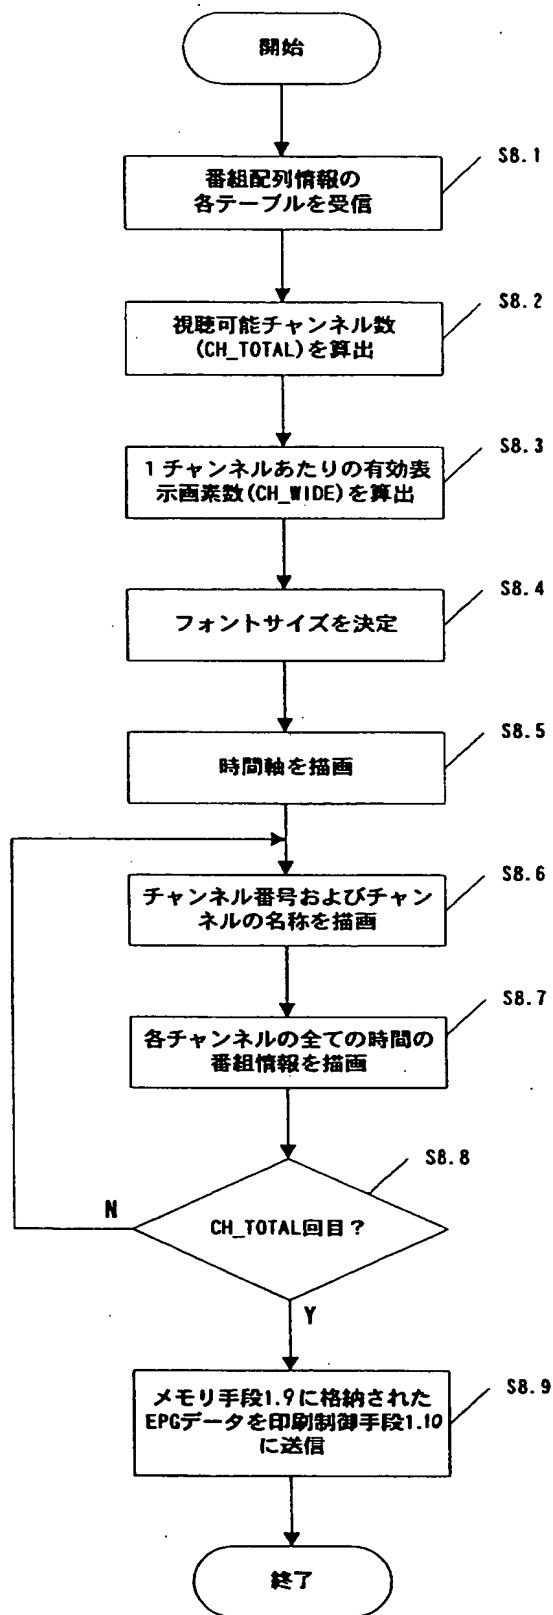 開始
S8.1
番組配列情報の
各テーブルを受信
S8.2
視聴可能チャンネル数
(CH_TOTAL)を算出
S8.3
1チャンネルあたりの有効表
示画素数(CH_WIDE)を算出
S8.4
フォントサイズを決定
S8.5
時間軸を描画
S8.6
チャンネル番号およびチャン
ネルの名称を描画
S8.7
各チャンネルの全ての時間の
番組情報を描画
S8.8
CH_TOTAL回目？
N
Y
S8.9
メモリ手段1.9に格納された
EPGデータを印刷制御手段1.10
に送信
終了